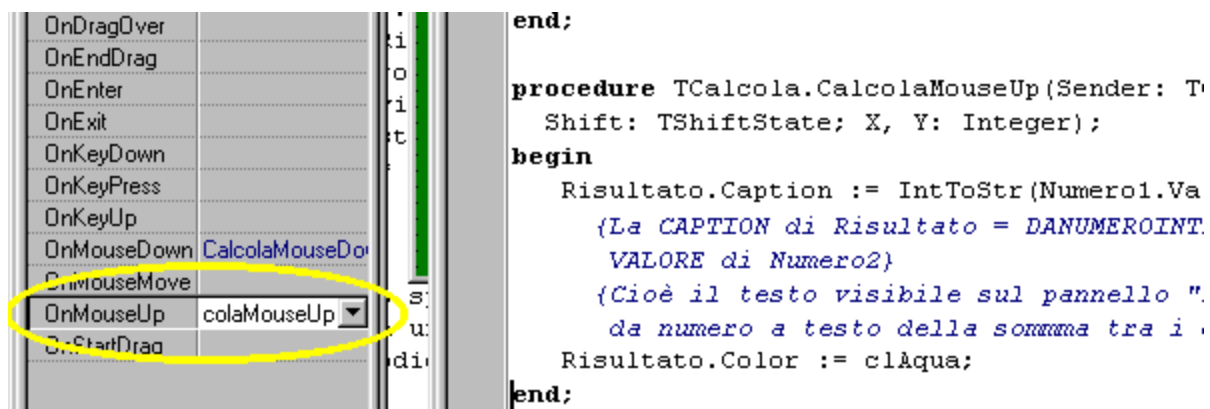 OnDragOver
OnEndDrag
OnEnter
OnExit
OnKeyDown
OnKeyPress
OnKeyUp
OnMouseDown CalcolaMouseDo
OnMouseMove
OnMouseUp colaMouseUp
OnStartDrag
end;
procedure TCalcola.CalcolaMouseUp(Sender:
Shift: TShiftState; X, Y: Integer);
begin
Risultato.Caption := IntToStr(Numero1.Va
{La CAPTION di Risultato = DANUMEROINT
VALORE di Numero2}
{Cioè il testo visibile sul pannello "
da numero a testo della sommma tra i
Risultato.Color := clAqua;
end;